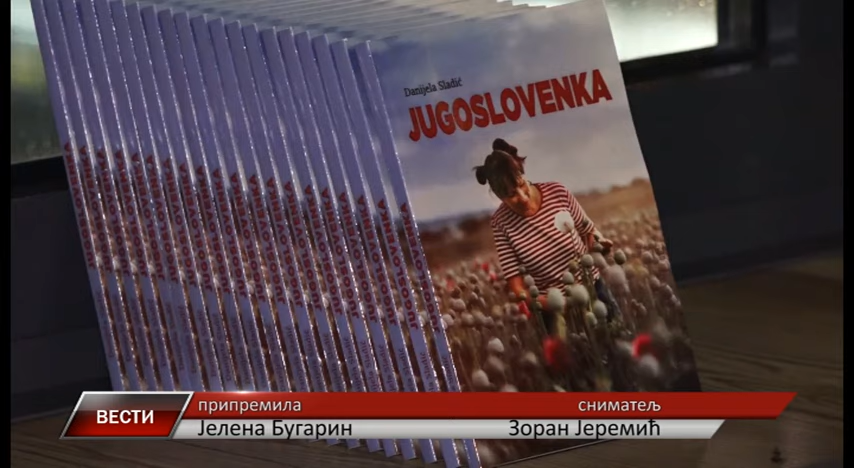 Danijela Sladić
JUGOSLOVENKA
ВЕСТИ
припремила
сниматељ
Јелена Бугарин
Зоран Јеремић